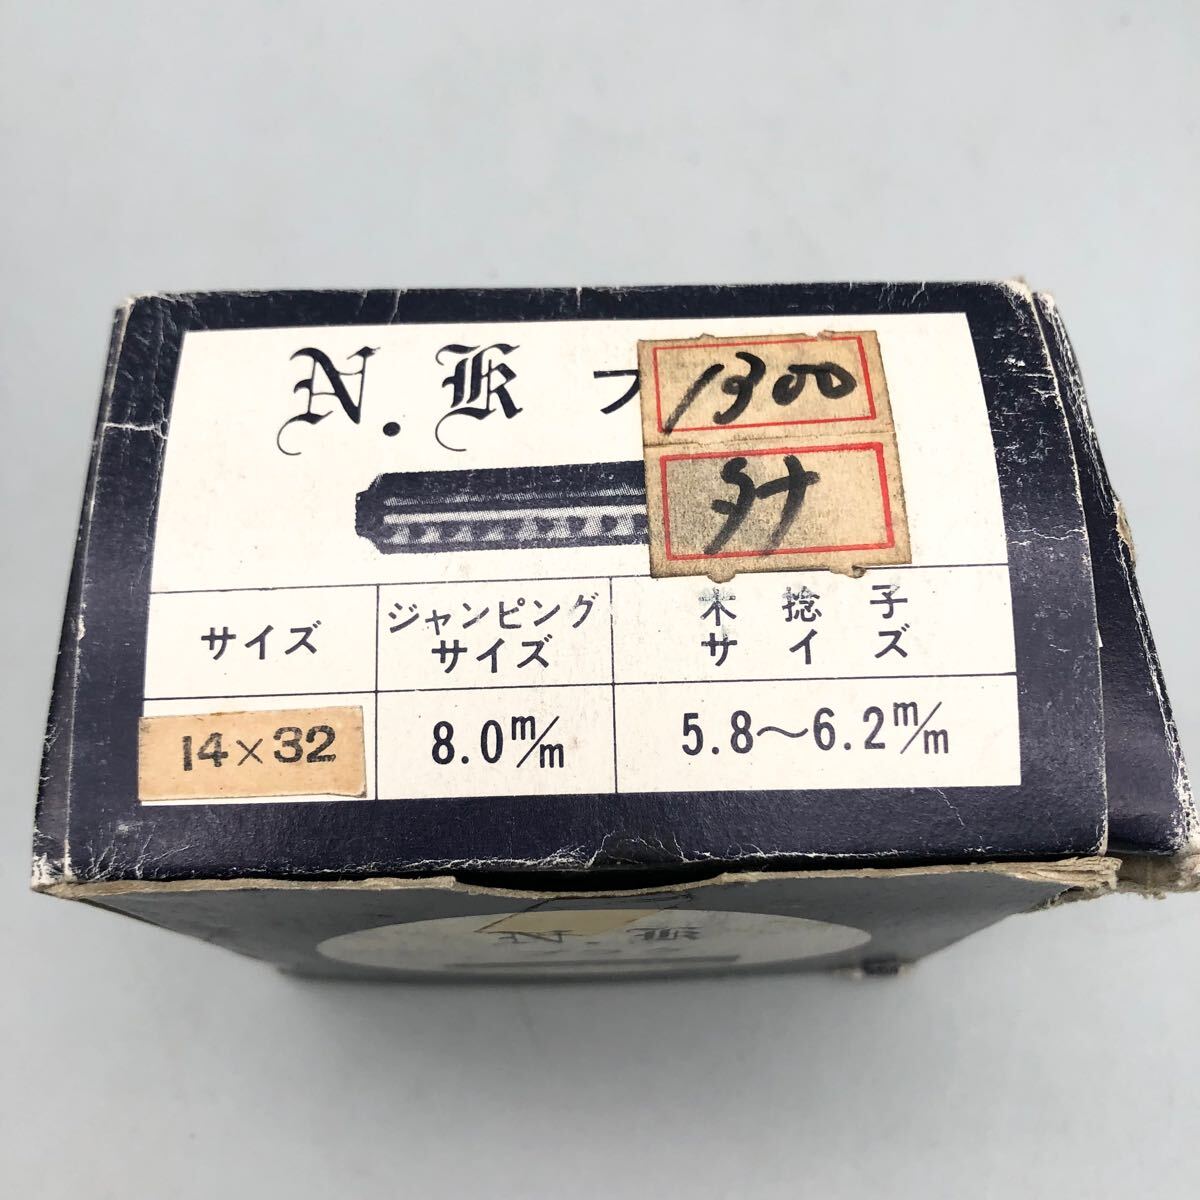 N.K プ
1300
サイズ
ジャンピング
サイズ
木捻子
サイズ
14×32
8.0m/m
5.8～6.2m/m
N.K